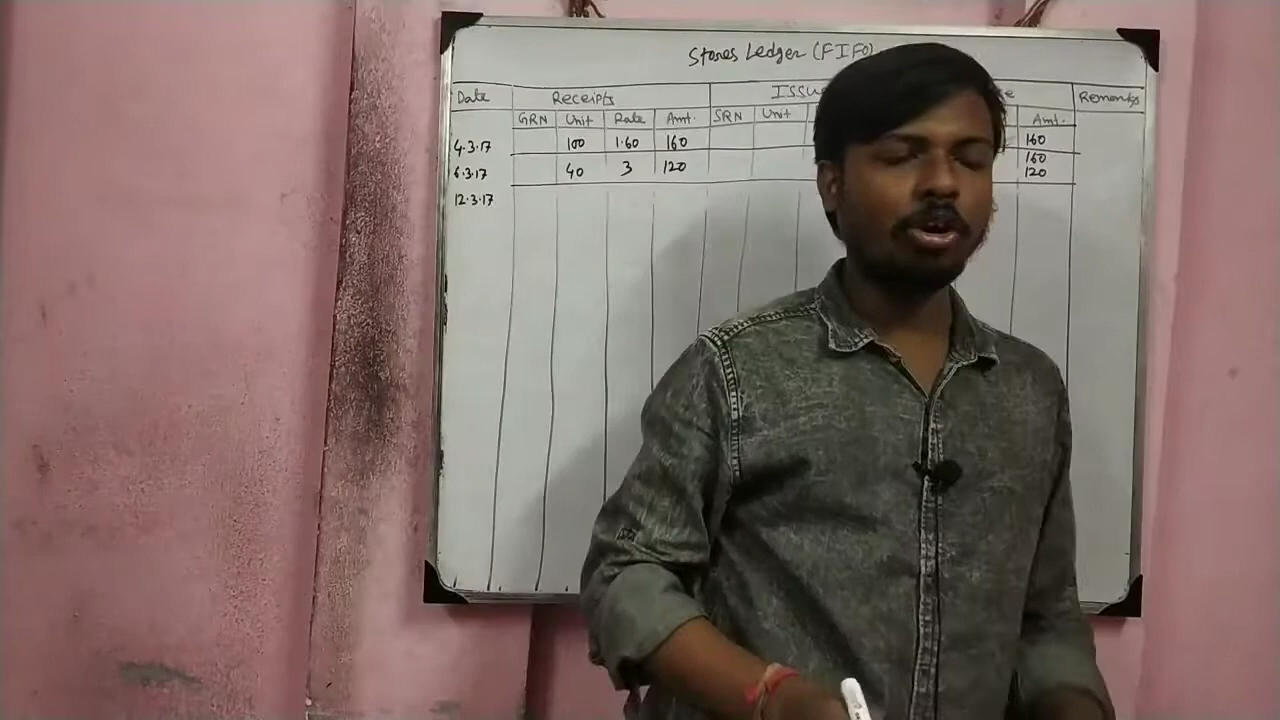 Stores Ledger (FIFO)
Date Receipts Remarks
GRN Unit Rate Amt. SRN Unit Amt.
4.3.17 100 1.60 160 160
6.3.17 40 3 120 160
120
12.3.17